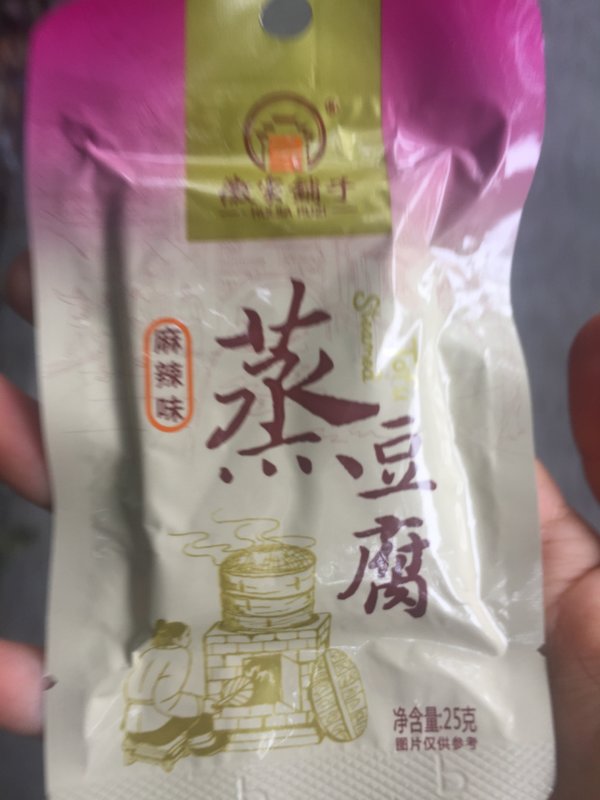 麻辣味
蒸
豆腐
Steamed
Tofu
净含量:25克
图片仅供参考